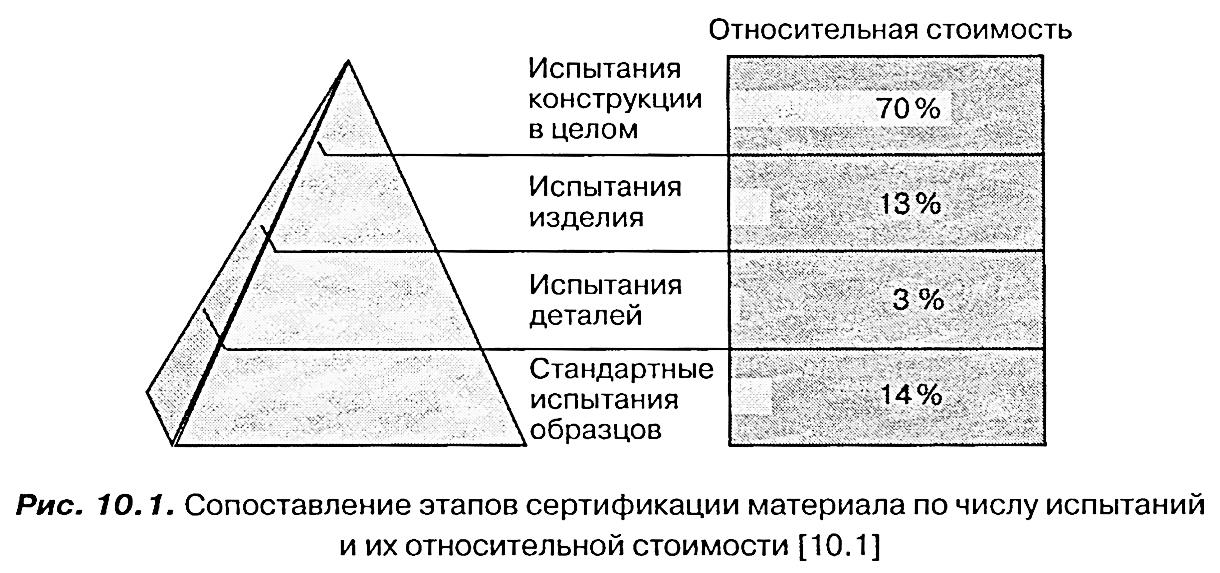 Относительная стоимость
Испытания
конструкции
в целом
70 %
Испытания
изделия
13 %
Испытания
деталей
3 %
Стандартные
испытания
образцов
14 %
Рис. 10.1. Сопоставление этапов сертификации материала по числу испытаний
и их относительной стоимости [10.1]